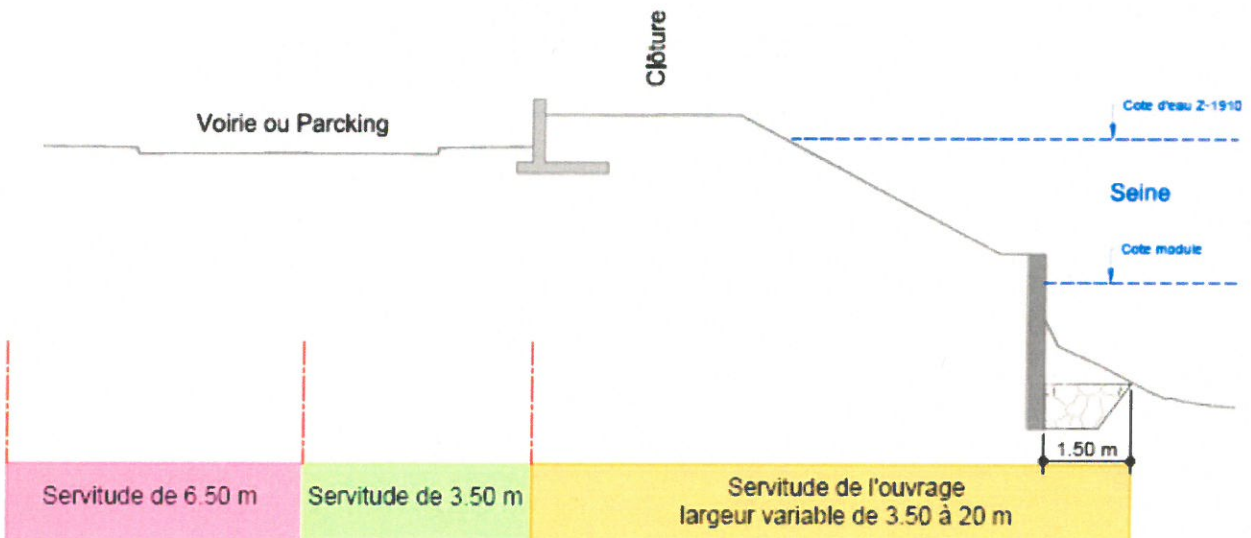 Clôture
Voirie ou Parcking
Cote d'eau Z-1910
Seine
Cote module
1.50 m
Servitude de 6.50 m
Servitude de 3.50 m
Servitude de l'ouvrage
largeur variable de 3.50 à 20 m